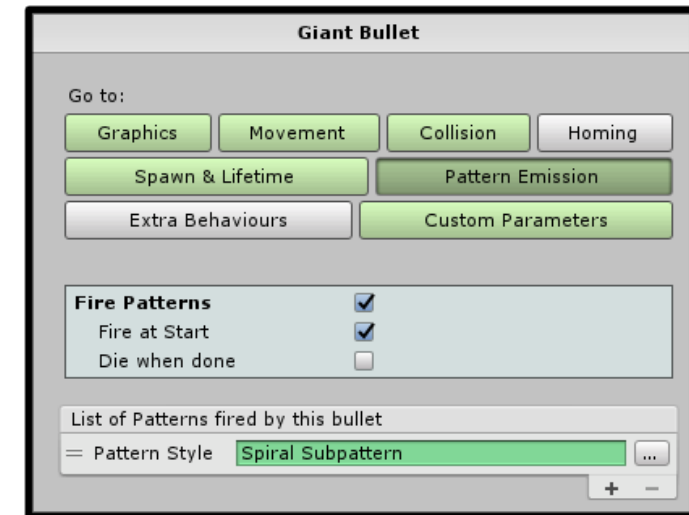 Giant Bullet
Go to:
Graphics Movement Collision Homing
Spawn & Lifetime Pattern Emission
Extra Behaviours Custom Parameters
Fire Patterns
Fire at Start
Die when done
List of Patterns fired by this bullet
= Pattern Style Spiral Subpattern ...
+ −